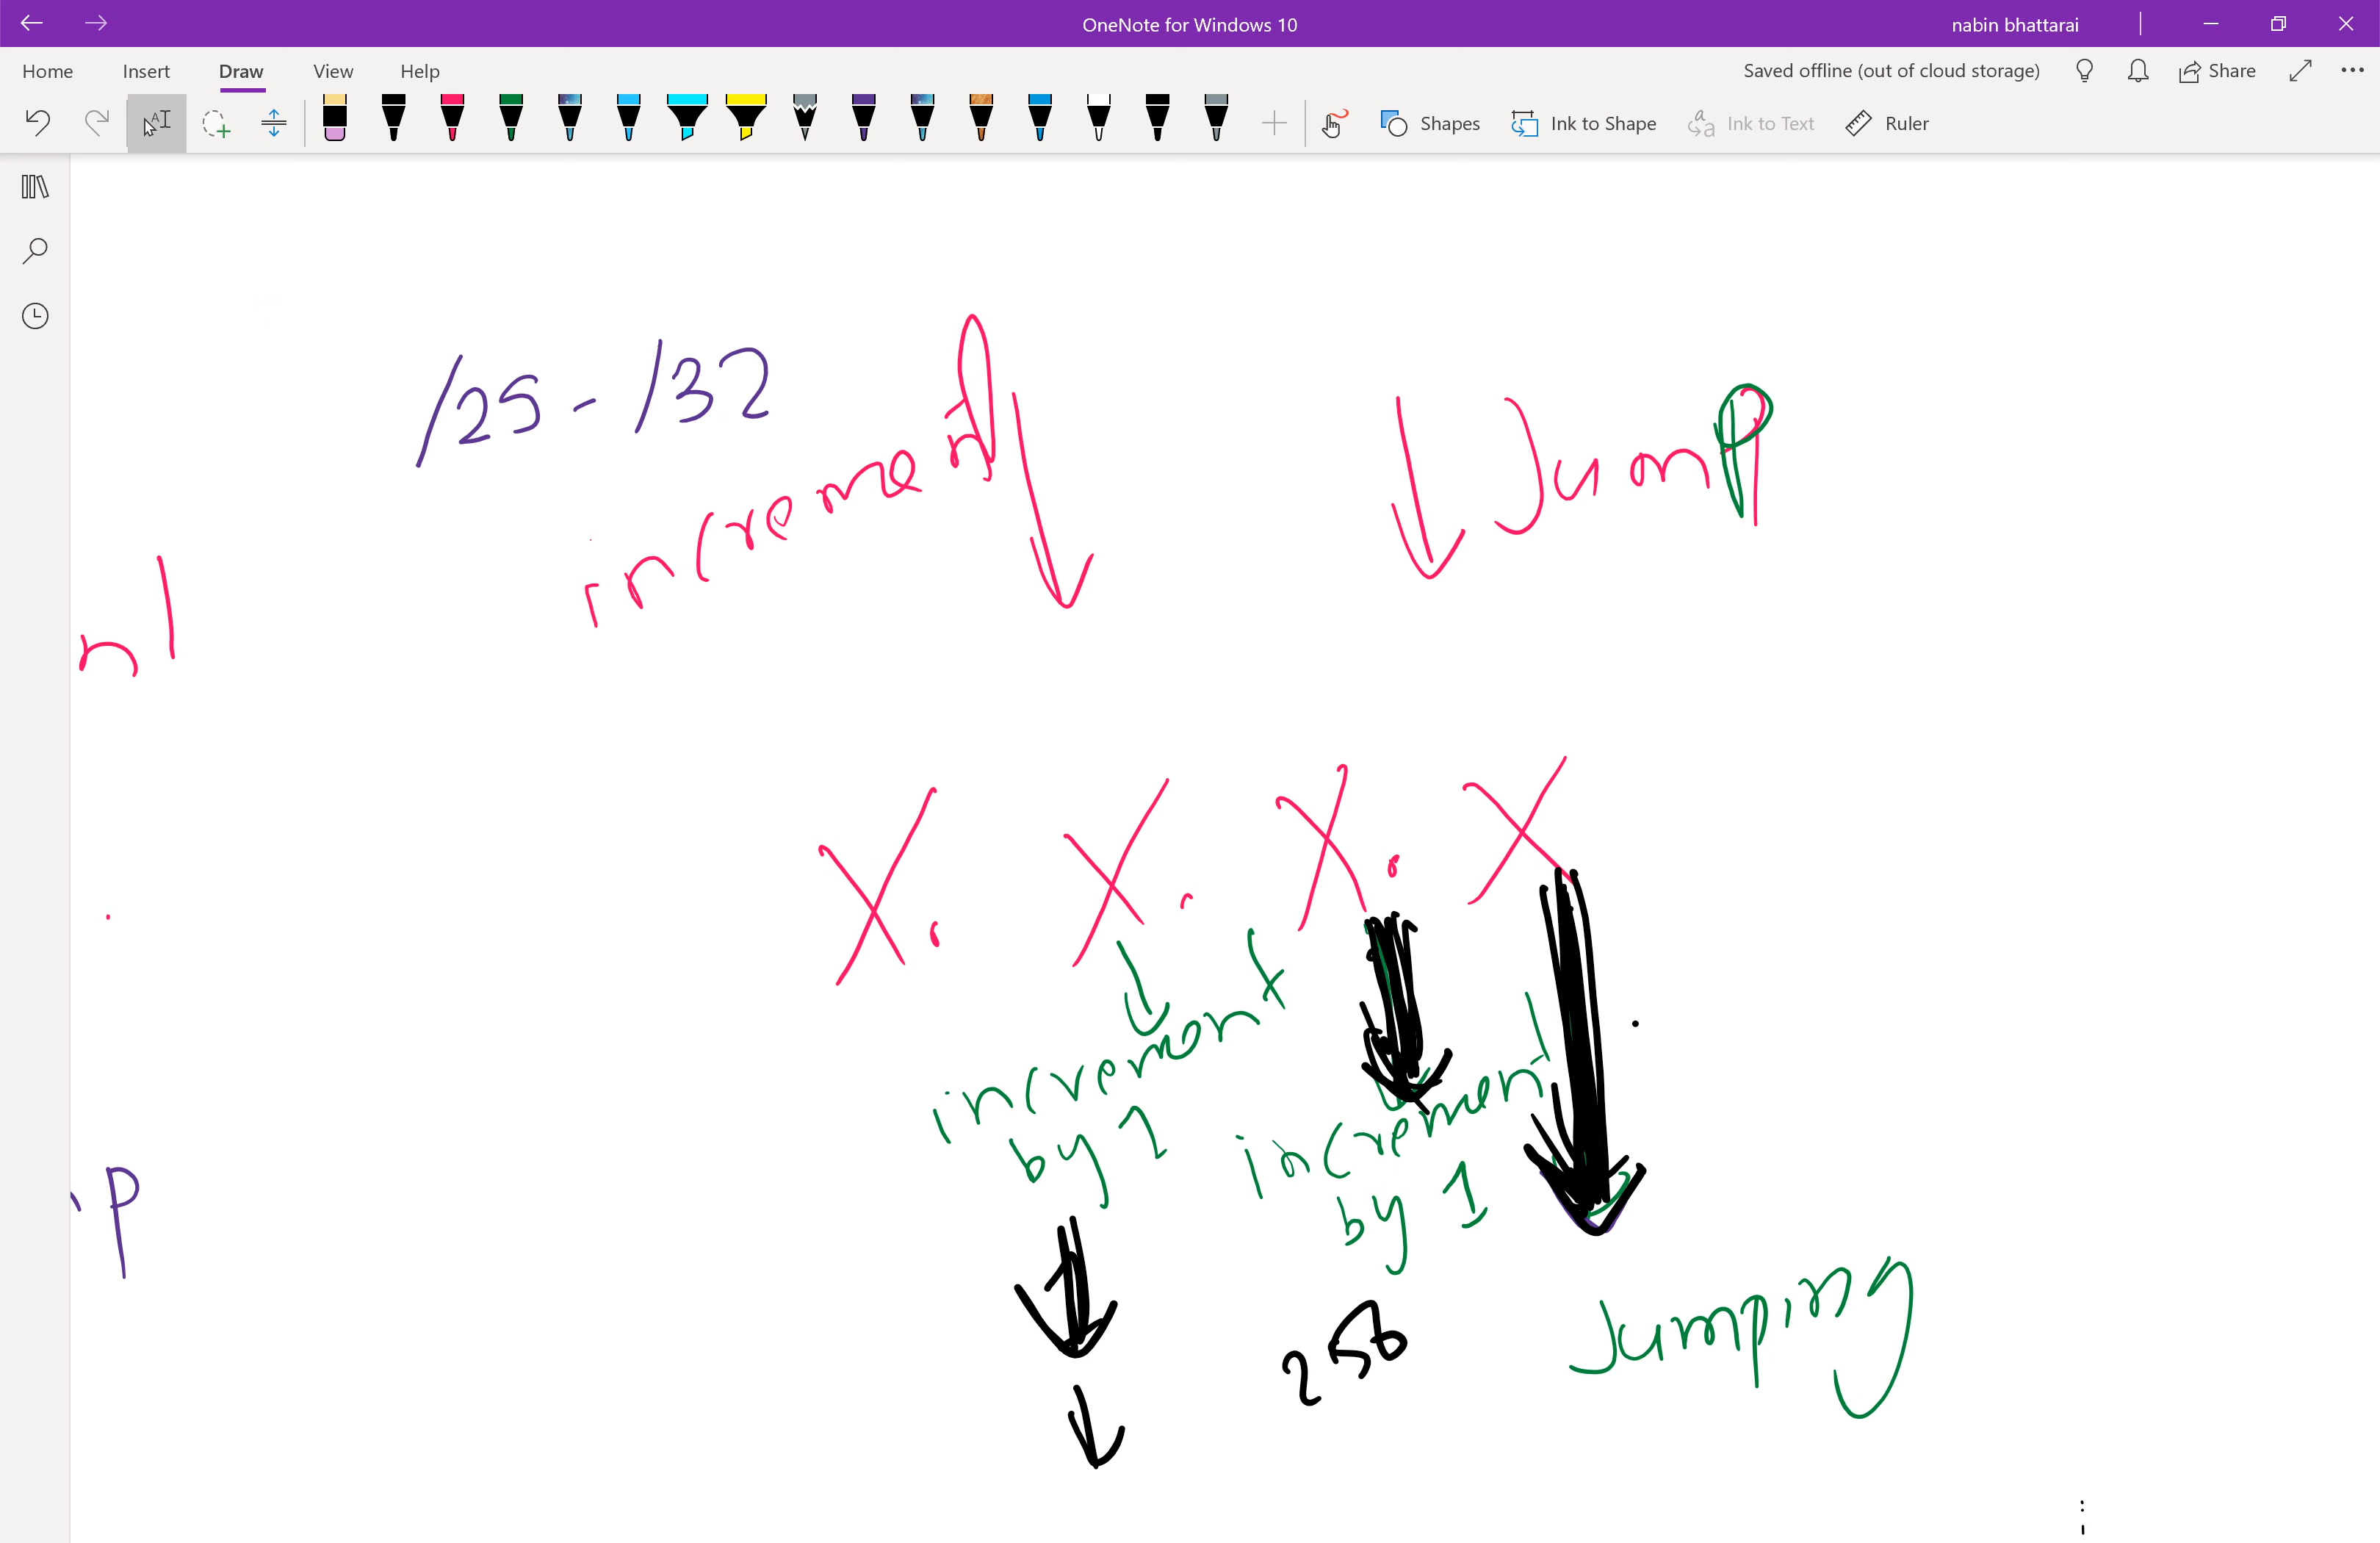 OneNote for Windows 10
nabin bhattarai
Home Insert Draw View Help
Saved offline (out of cloud storage)
Share
Shapes Ink to Shape Ink to Text Ruler
/25 - /32
increment
Jump
n
X. X. X. X
increment
by 1
increment
by 1
256
Jumping
p